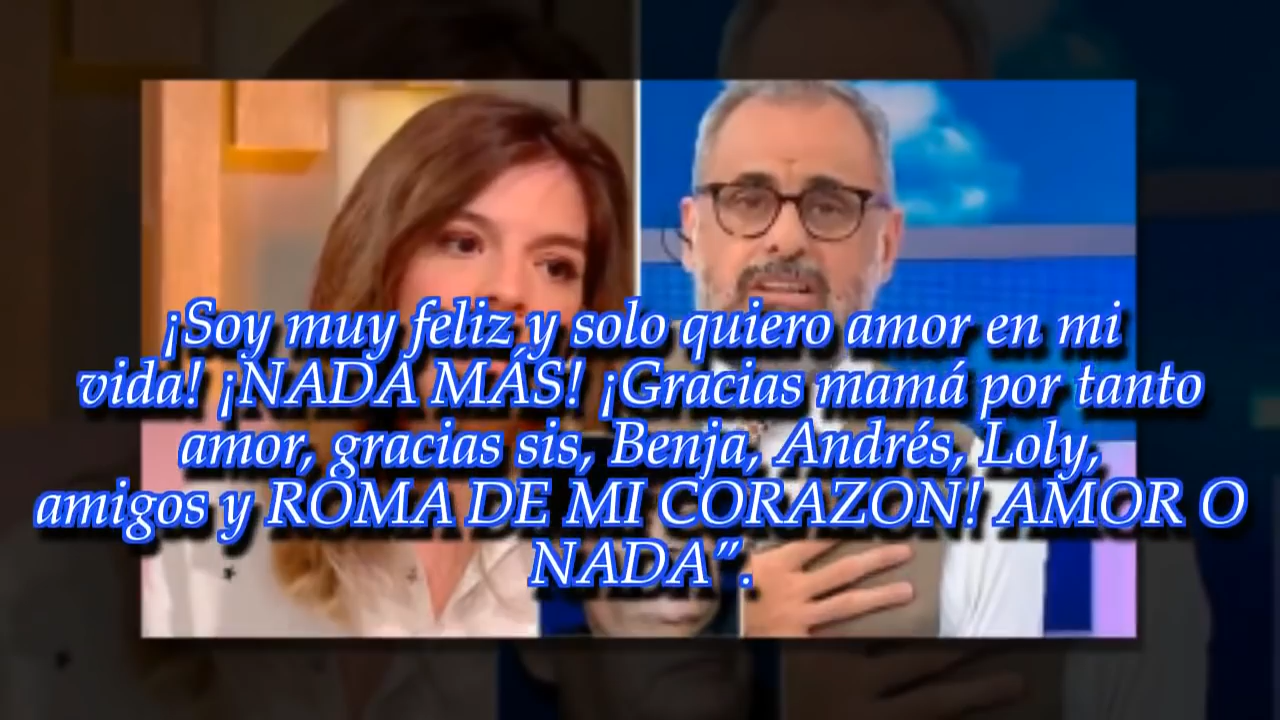 ¡Soy muy feliz y solo quiero amor en mi
vida! ¡NADA MÁS! ¡Gracias mamá por tanto
amor, gracias sis, Benja, Andrés, Loly,
amigos y ROMA DE MI CORAZON! AMOR O
NADA”.